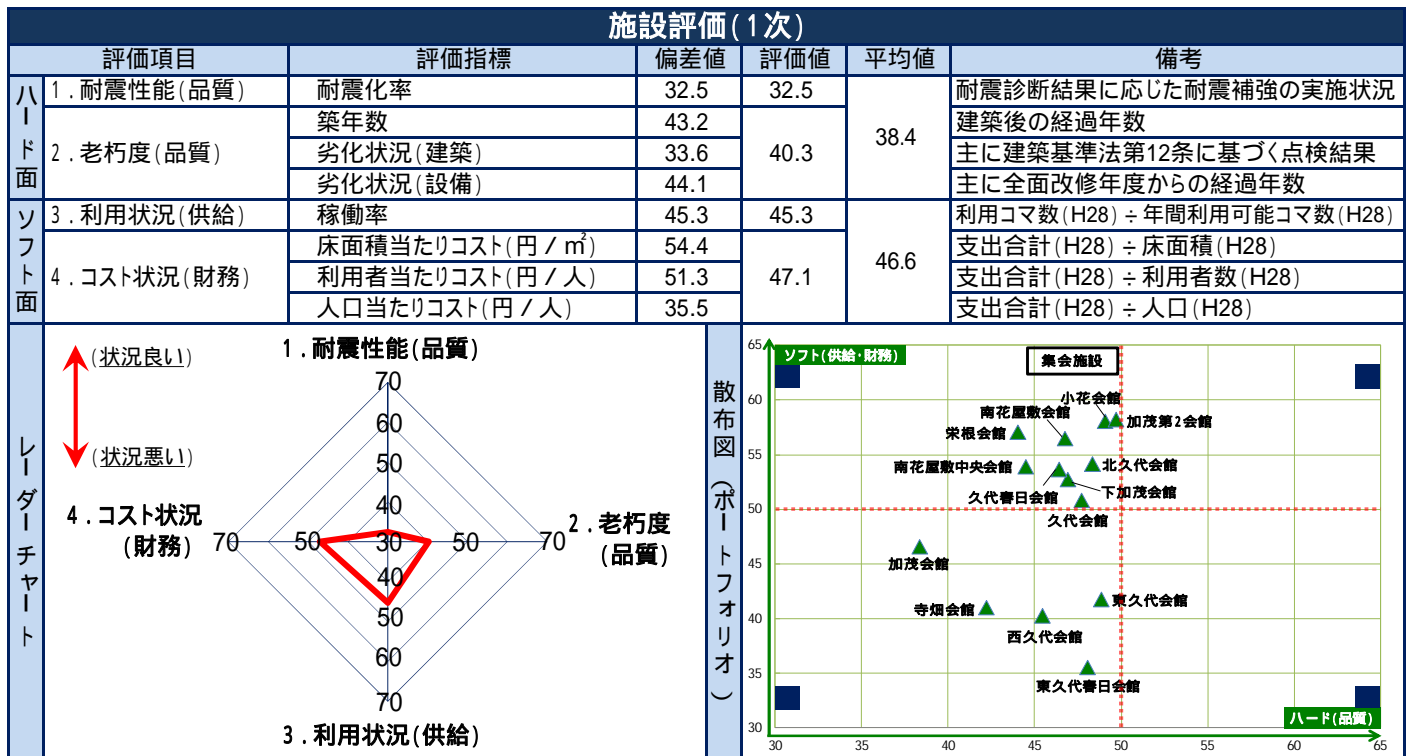 施設評価(1次)
評価項目 評価指標 偏差値 評価値 平均値 備考
ハード面 1.耐震性能(品質) 耐震化率 32.5 32.5 38.4 耐震診断結果に応じた耐震補強の実施状況
2.老朽度(品質) 築年数 43.2 40.3 建築後の経過年数
劣化状況(建築) 33.6 主に建築基準法第12条に基づく点検結果
劣化状況(設備) 44.1 主に全面改修年度からの経過年数
ソフト面 3.利用状況(供給) 稼働率 45.3 45.3 46.6 利用コマ数(H28)÷年間利用可能コマ数(H28)
4.コスト状況(財務) 床面積当たりコスト(円/㎡) 54.4 47.1 支出合計(H28)÷床面積(H28)
利用者当たりコスト(円/人) 51.3 支出合計(H28)÷利用者数(H28)
人口当たりコスト(円/人) 35.5 支出合計(H28)÷人口(H28)
レーダーチャート
(状況良い)
(状況悪い)
1.耐震性能(品質)
70
60
50
40
4.コスト状況
(財務)
70 50 30 50 70
2.老朽度
(品質)
40
50
60
70
3.利用状況(供給)
散布図(ポートフォリオ)
65
ソフト(供給・財務)
集会施設
60
小花会館
南花屋敷会館
加茂第2会館
栄根会館
55
南花屋敷中央会館
北久代会館
久代春日会館
下加茂会館
久代会館
50
加茂会館
45
寺畑会館
東久代会館
40
西久代会館
35
東久代春日会館
ハード(品質)
30
30 35 40 45 50 55 60 65